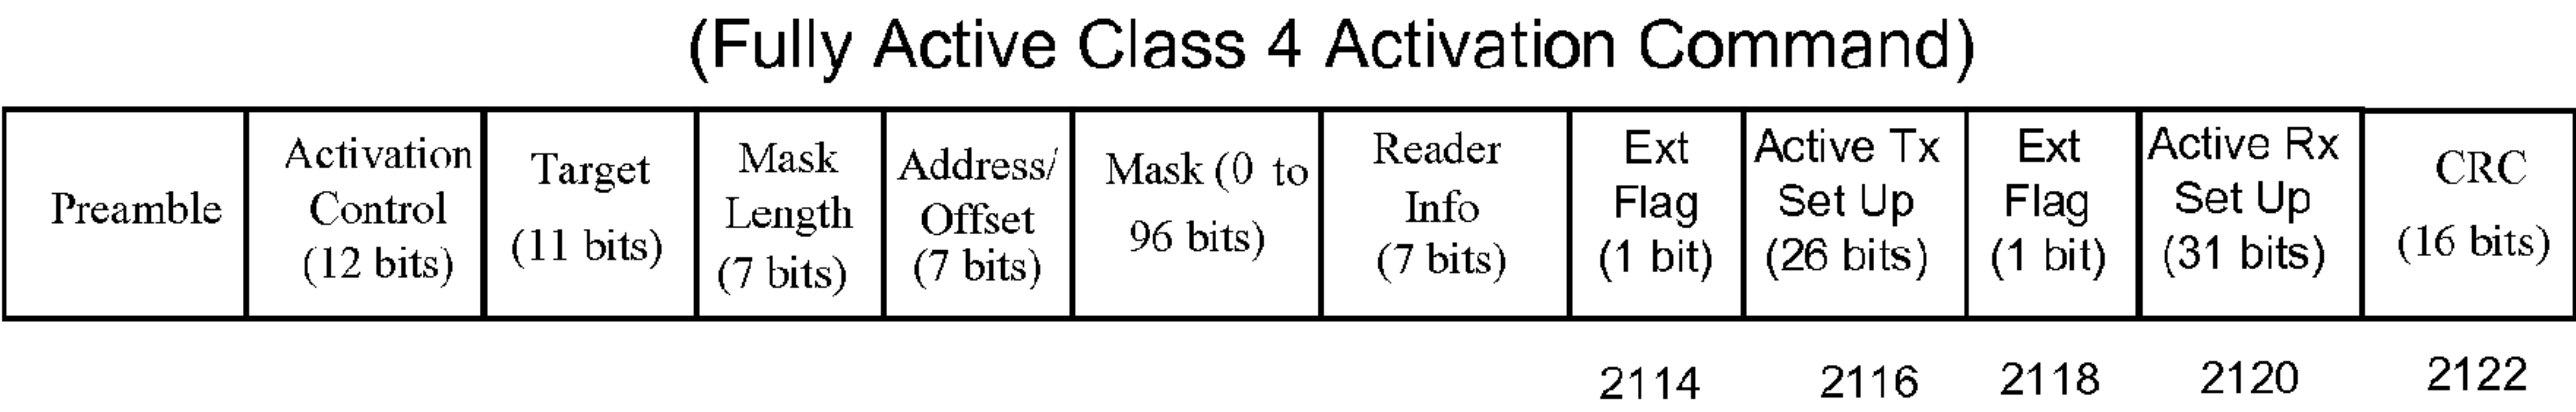 (Fully Active Class 4 Activation Command)
Preamble
Activation
Control
(12 bits)
Target
(11 bits)
Mask
Length
(7 bits)
Address/
Offset
(7 bits)
Mask (0 to
96 bits)
Reader
Info
(7 bits)
Ext
Flag
(1 bit)
Active Tx
Set Up
(26 bits)
Ext
Flag
(1 bit)
Active Rx
Set Up
(31 bits)
CRC
(16 bits)
2114
2116
2118
2120
2122